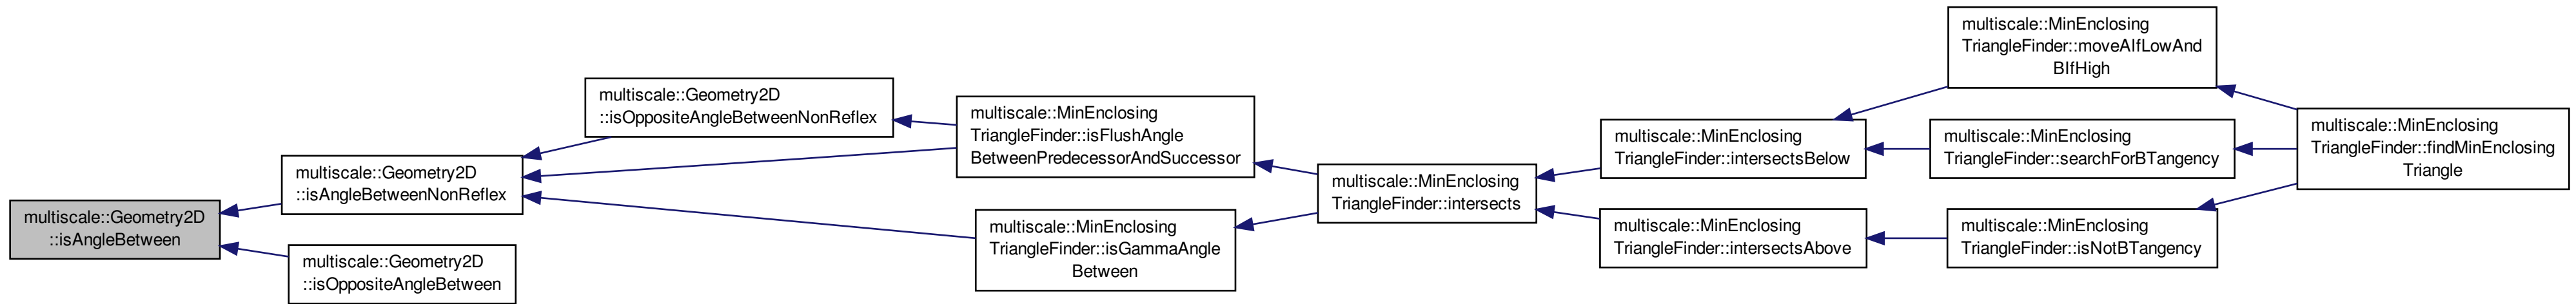 multiscale::Geometry2D
::isAngleBetween
multiscale::Geometry2D
::isAngleBetweenNonReflex
multiscale::Geometry2D
::isOppositeAngleBetween
multiscale::Geometry2D
::isOppositeAngleBetweenNonReflex
multiscale::MinEnclosing
TriangleFinder::isFlushAngle
BetweenPredecessorAndSuccessor
multiscale::MinEnclosing
TriangleFinder::isGammaAngle
Between
multiscale::MinEnclosing
TriangleFinder::intersects
multiscale::MinEnclosing
TriangleFinder::intersectsBelow
multiscale::MinEnclosing
TriangleFinder::intersectsAbove
multiscale::MinEnclosing
TriangleFinder::moveAIfLowAnd
BIfHigh
multiscale::MinEnclosing
TriangleFinder::searchForBTangency
multiscale::MinEnclosing
TriangleFinder::isNotBTangency
multiscale::MinEnclosing
TriangleFinder::findMinEnclosing
Triangle